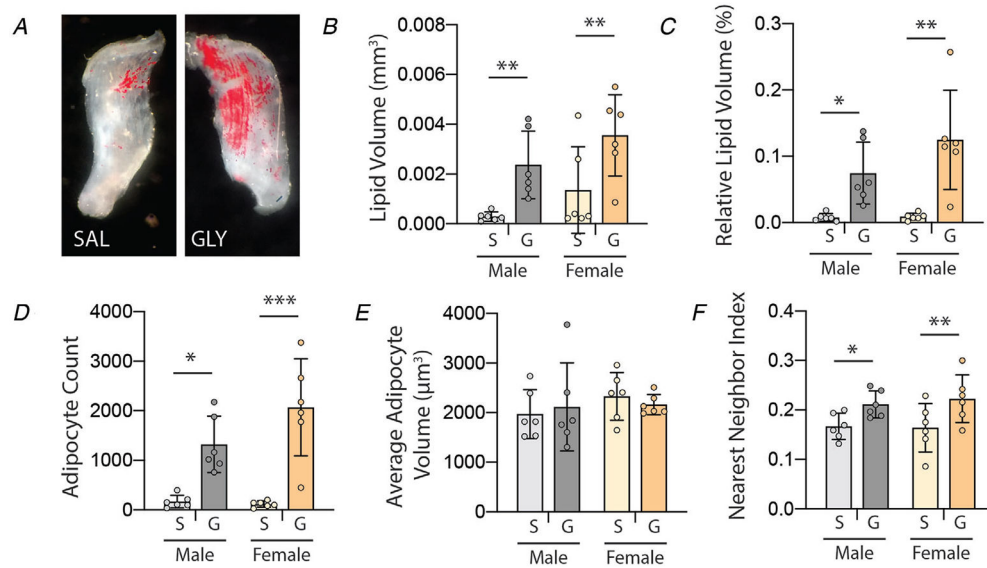 A
SAL
GLY
B
Lipid Volume (mm³)
0.008
0.006
0.004
0.002
0.000
**
**
S G S G
Male Female
C
Relative Lipid Volume (%)
0.3
0.2
0.1
0.0
*
**
S G S G
Male Female
D
Adipocyte Count
4000
3000
2000
1000
0
*
***
S G S G
Male Female
E
Average Adipocyte
Volume (µm³)
4000
3000
2000
1000
0
S G S G
Male Female
F
Nearest Neighbor Index
0.4
0.3
0.2
0.1
0.0
*
**
S G S G
Male Female